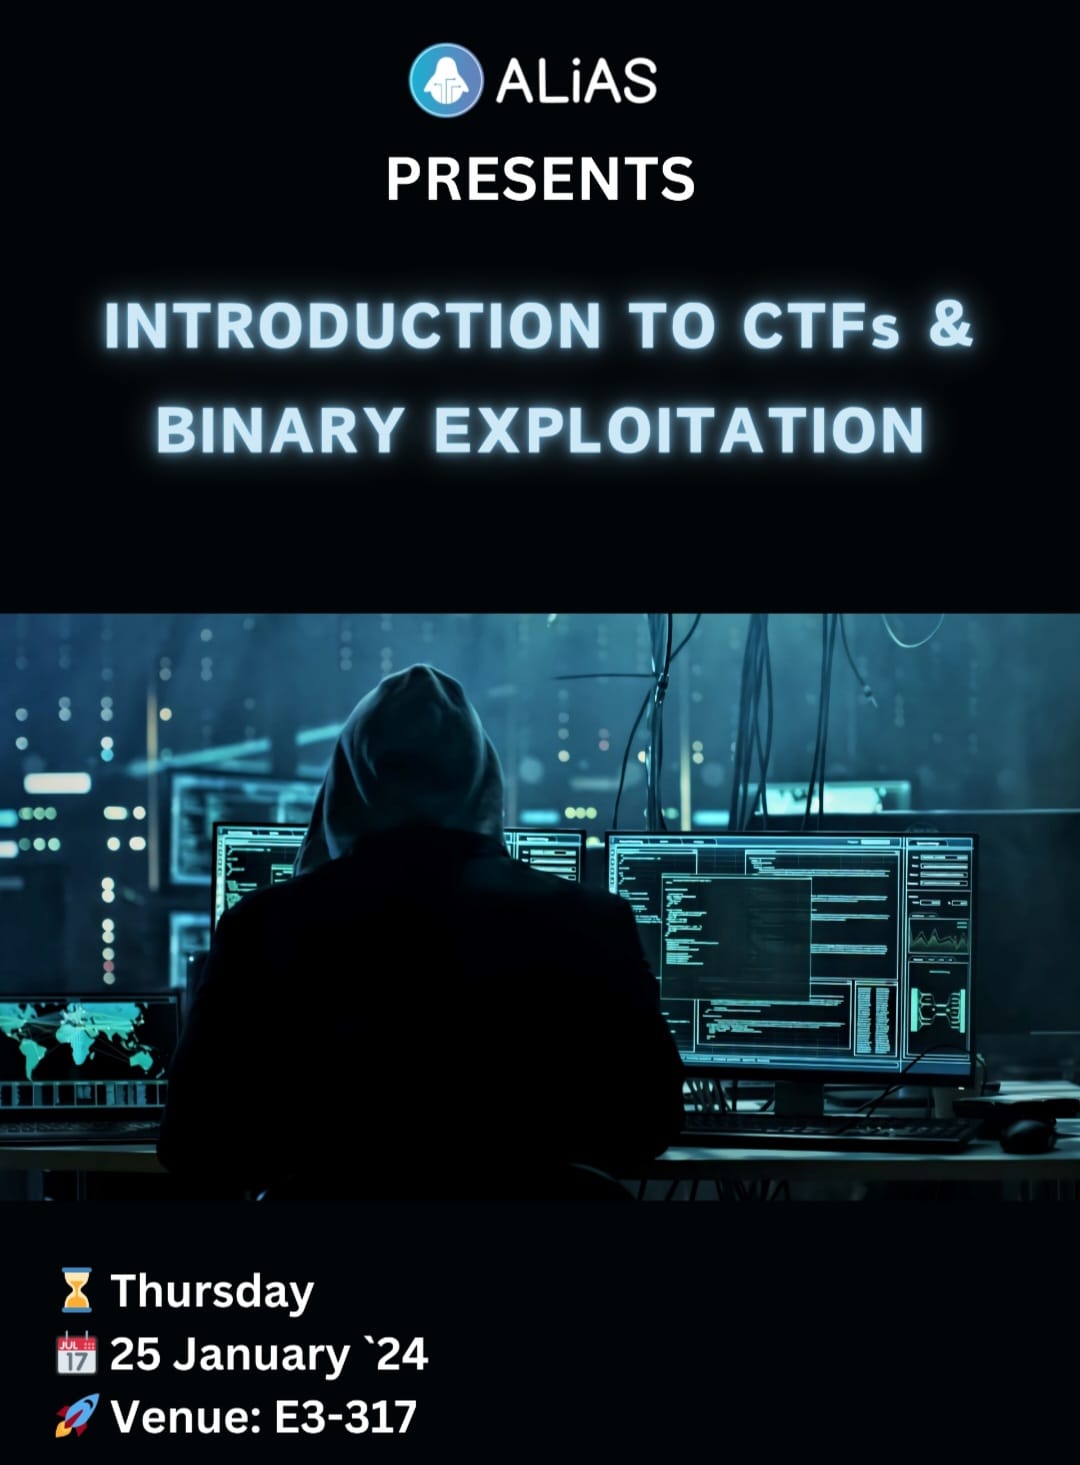 ALiAS
PRESENTS
INTRODUCTION TO CTFs &
BINARY EXPLOITATION
⏳ Thursday
📅 25 January `24
🚀 Venue: E3-317